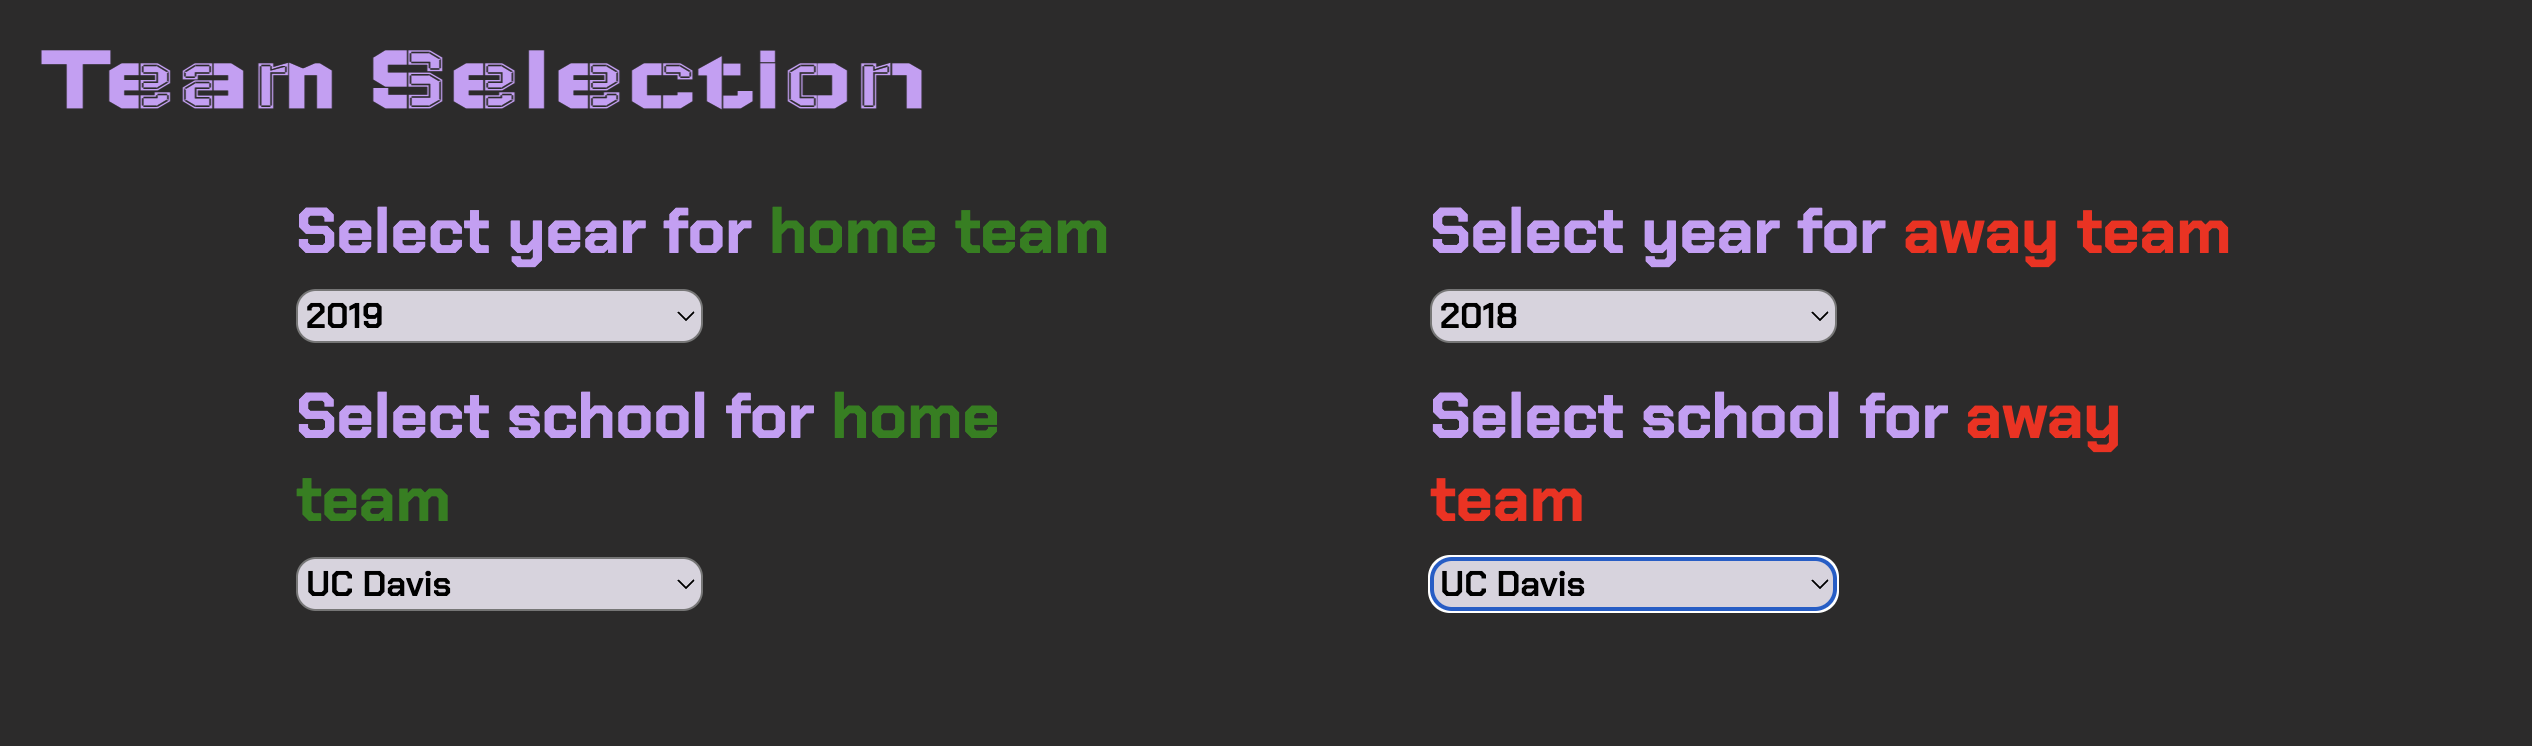 Team Selection
Select year for home team
2019
Select school for home
team
UC Davis
Select year for away team
2018
Select school for away
team
UC Davis